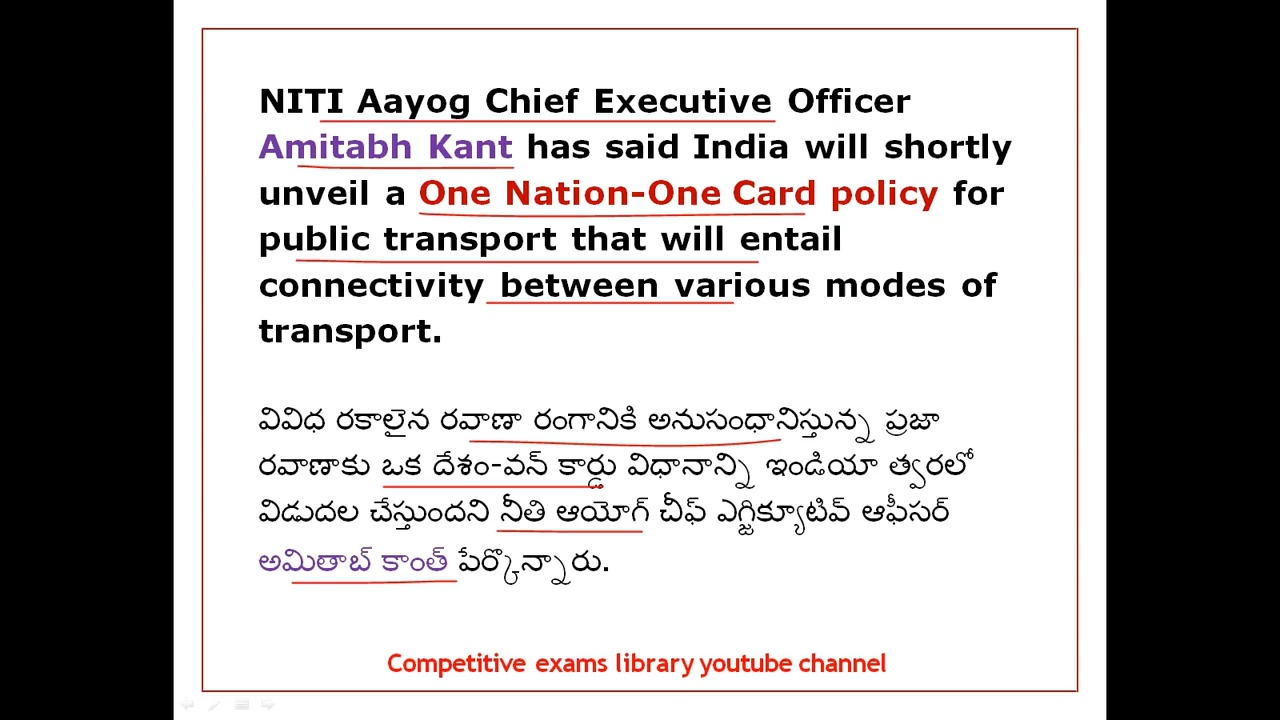 NITI Aayog Chief Executive Officer
Amitabh Kant has said India will shortly
unveil a One Nation-One Card policy for
public transport that will entail
connectivity between various modes of
transport.
వివిధ రకాలైన రవాణా రంగానికి అనుసంధానిస్తున్న ప్రజా
రవాణాకు ఒక దేశం-వన్ కార్డు విధానాన్ని ఇండియా త్వరలో
విడుదల చేస్తుందని నీతి ఆయోగ్ చీఫ్ ఎగ్జిక్యూటివ్ ఆఫీసర్
అమితాబ్ కాంత్ పేర్కొన్నారు.
Competitive exams library youtube channel